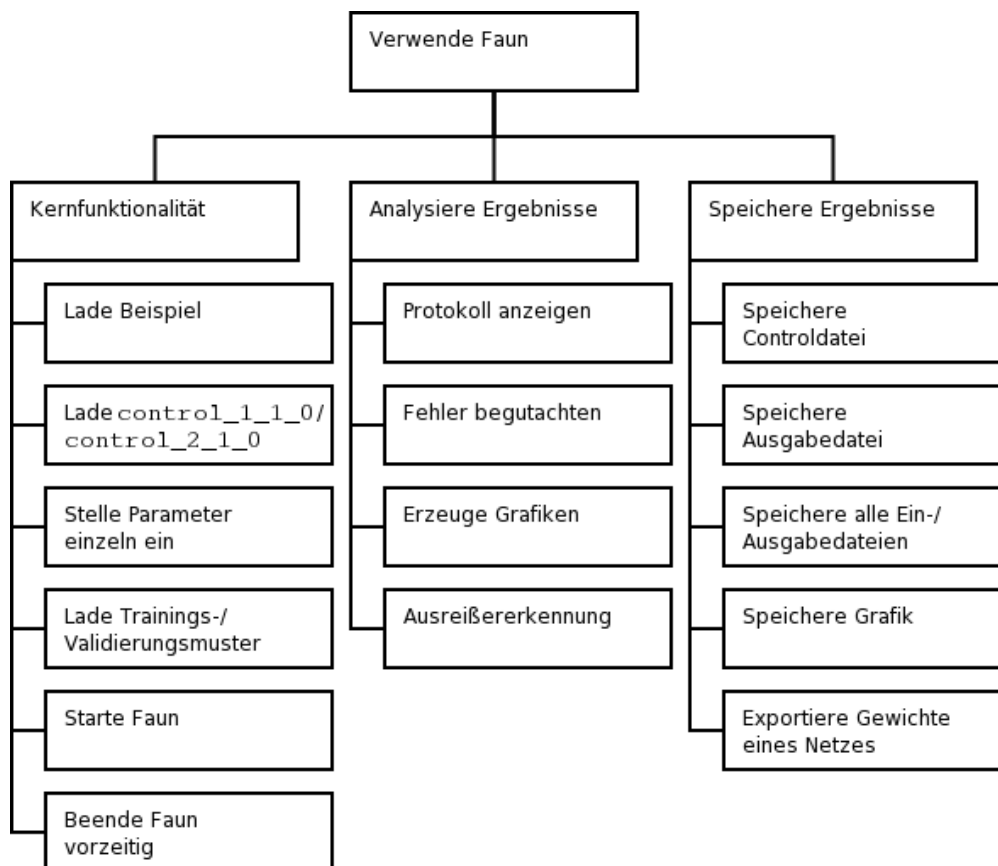 Verwende Faun
Kernfunktionalität
Lade Beispiel
Lade control_1_1_0/
control_2_1_0
Stelle Parameter
einzeln ein
Lade Trainings-/
Validierungsmuster
Starte Faun
Beende Faun
vorzeitig
Analysiere Ergebnisse
Protokoll anzeigen
Fehler begutachten
Erzeuge Grafiken
Ausreißererkennung
Speichere Ergebnisse
Speichere
Controldatei
Speichere
Ausgabedatei
Speichere alle Ein-/
Ausgabedateien
Speichere Grafik
Exportiere Gewichte
eines Netzes